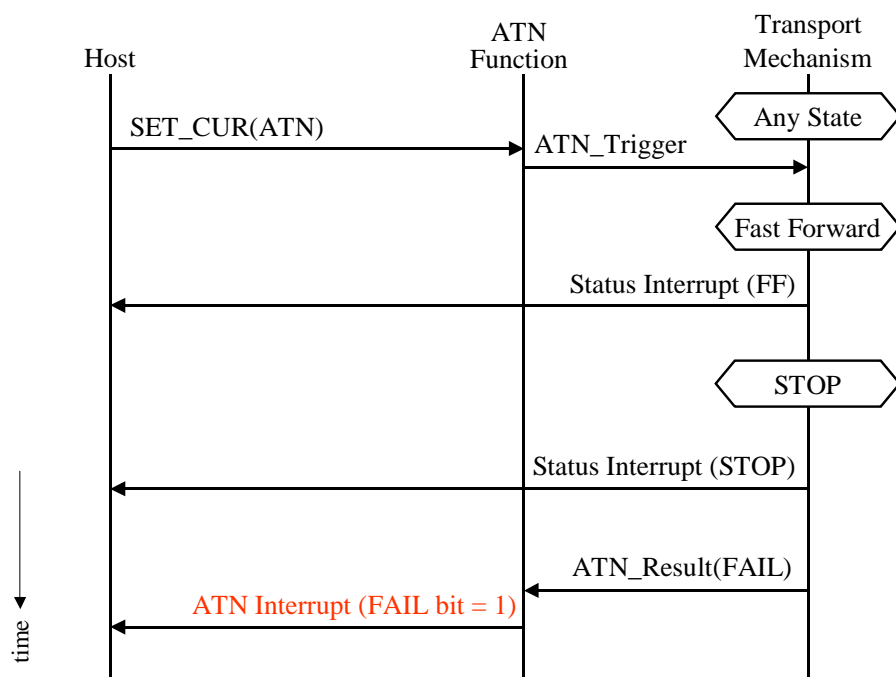 Host
ATN
Function
Transport
Mechanism
Any State
SET_CUR(ATN)
ATN_Trigger
Fast Forward
Status Interrupt (FF)
STOP
Status Interrupt (STOP)
ATN_Result(FAIL)
ATN Interrupt (FAIL bit = 1)
time